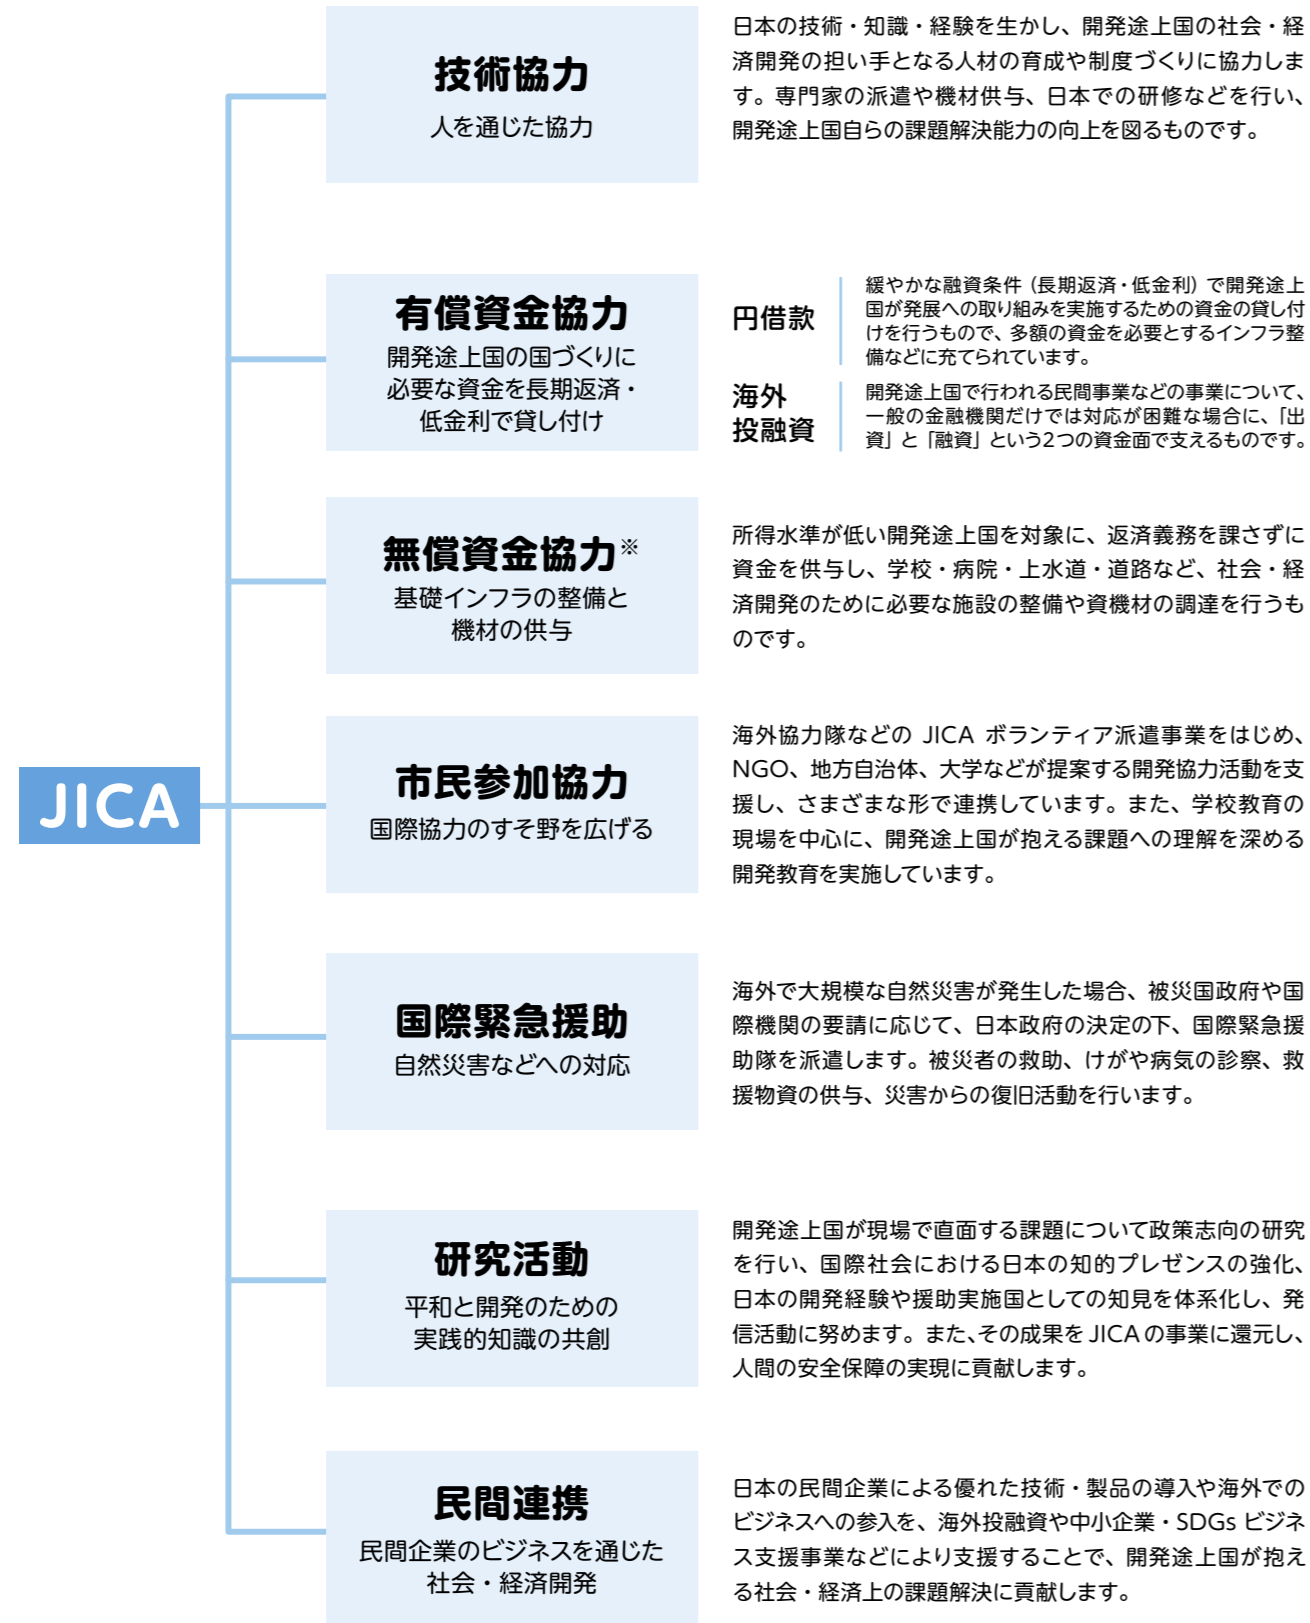 JICA
技術協力
人を通じた協力
日本の技術・知識・経験を生かし、開発途上国の社会・経
済開発の担い手となる人材の育成や制度づくりに協力しま
す。専門家の派遣や機材供与、日本での研修などを行い、
開発途上国自らの課題解決能力の向上を図るものです。
有償資金協力
開発途上国の国づくりに
必要な資金を長期返済・
低金利で貸し付け
円借款
緩やかな融資条件（長期返済・低金利）で開発途上
国が発展への取り組みを実施するための資金の貸し付
けを行うもので、多額の資金を必要とするインフラ整
備などに充てられています。
海外
投融資
開発途上国で行われる民間事業などの事業について、
一般の金融機関だけでは対応が困難な場合に、「出
資」と「融資」という2つの資金面で支えるものです。
無償資金協力※
基礎インフラの整備と
機材の供与
所得水準が低い開発途上国を対象に、返済義務を課さずに
資金を供与し、学校・病院・上水道・道路など、社会・経
済開発のために必要な施設の整備や資機材の調達を行うも
のです。
市民参加協力
国際協力のすそ野を広げる
海外協力隊などの JICA ボランティア派遣事業をはじめ、
NGO、地方自治体、大学などが提案する開発協力活動を支
援し、さまざまな形で連携しています。また、学校教育の
現場を中心に、開発途上国が抱える課題への理解を深める
開発教育を実施しています。
国際緊急援助
自然災害などへの対応
海外で大規模な自然災害が発生した場合、被災国政府や国
際機関の要請に応じて、日本政府の決定の下、国際緊急援
助隊を派遣します。被災者の救助、けがや病気の診察、救
援物資の供与、災害からの復旧活動を行います。
研究活動
平和と開発のための
実践的知識の共創
開発途上国が現場で直面する課題について政策志向の研究
を行い、国際社会における日本の知的プレゼンスの強化、
日本の開発経験や援助実施国としての知見を体系化し、発
信活動に努めます。また、その成果をJICAの事業に還元し、
人間の安全保障の実現に貢献します。
民間連携
民間企業のビジネスを通じた
社会・経済開発
日本の民間企業による優れた技術・製品の導入や海外での
ビジネスへの参入を、海外投融資や中小企業・SDGs ビジネ
ス支援事業などにより支援することで、開発途上国が抱え
る社会・経済上の課題解決に貢献します。